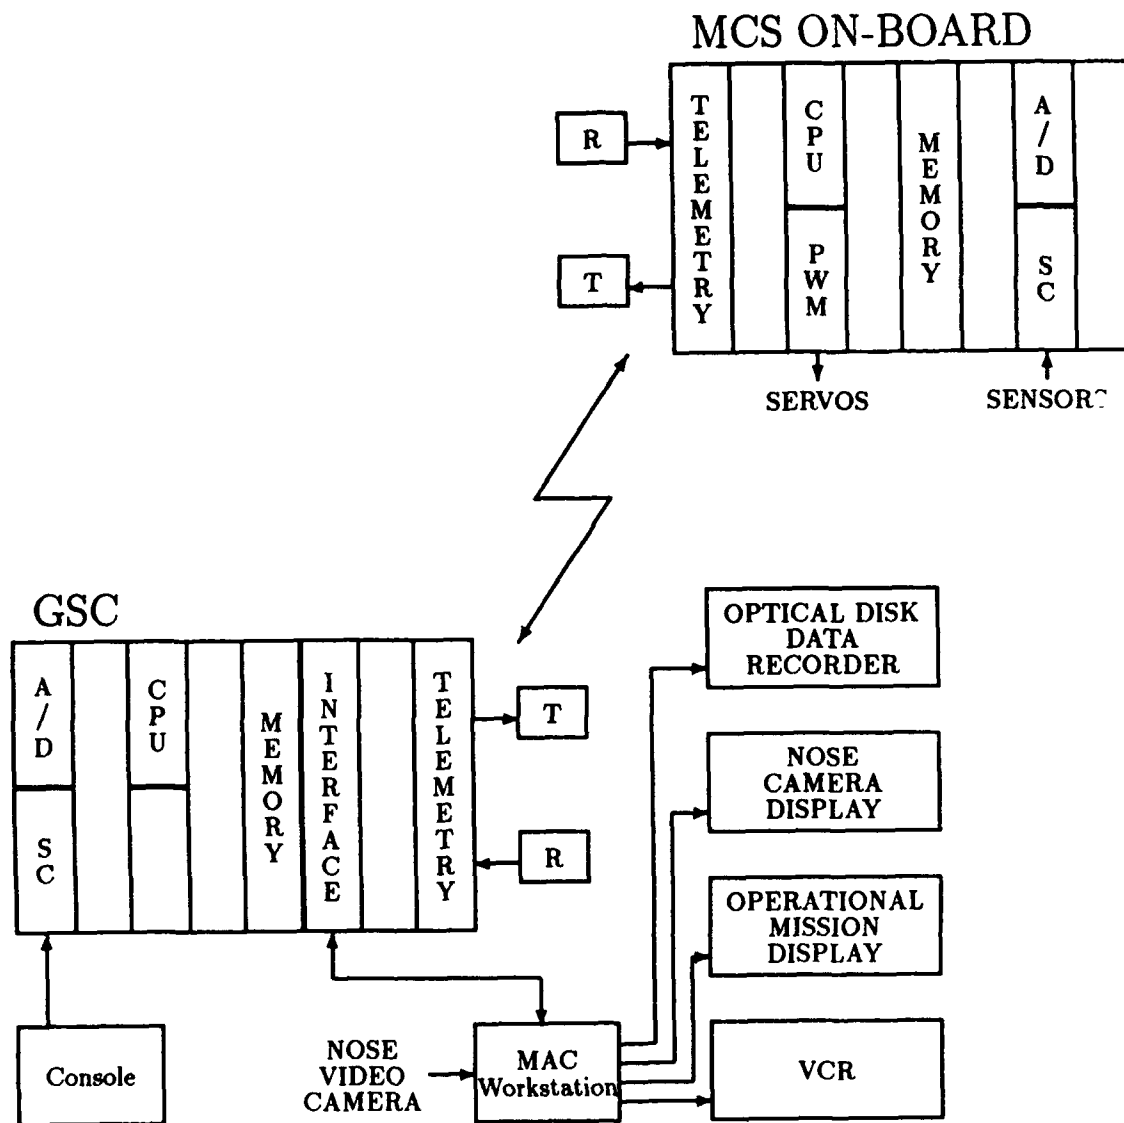 MCS ON-BOARD
R
T
TELEMETRY
CPU
PWM
MEMORY
A/D
SC
SERVOS
GSC
A/D
SC
CPU
MEMORY
INTERFACE
TELEMETRY
T
R
OPTICAL DISK
DATA
RECORDER
NOSE
CAMERA
DISPLAY
OPERATIONAL
MISSION
DISPLAY
Console
NOSE
VIDEO
CAMERA
MAC
Workstation
VCR